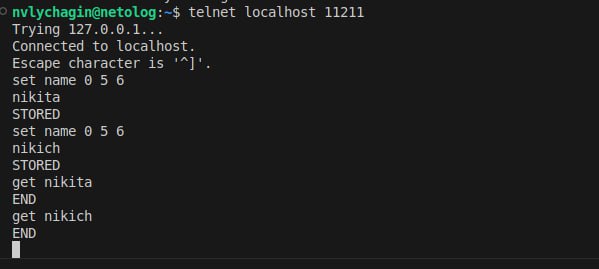 nvlychagin@netolog:~$ telnet localhost 11211
Trying 127.0.0.1...
Connected to localhost.
Escape character is '^]'.
set name 0 5 6
nikita
STORED
set name 0 5 6
nikich
STORED
get nikita
END
get nikich
END